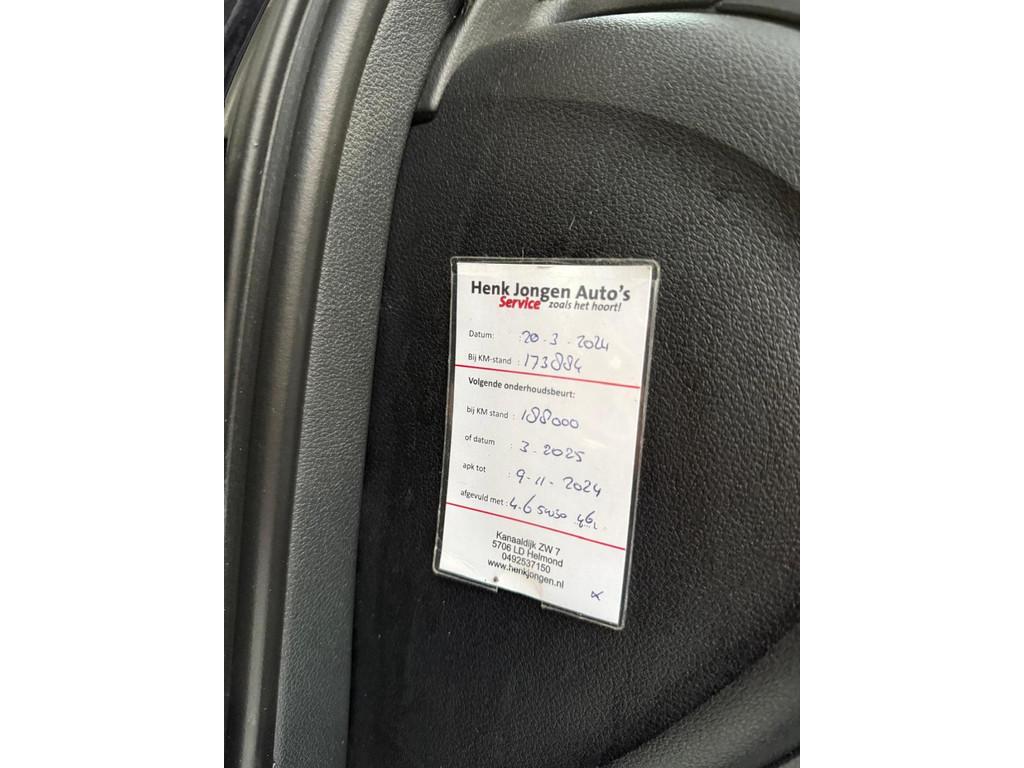 Henk Jongen Auto's
Service zoals het hoort!
Datum: 20-3-2024
Bij KM-stand : 173884
Volgende onderhoudsbeurt:
bij KM stand : 188000
of datum : 3-2025
apk tot : 9-11-2024
afgevuld met : 4.6 5W30
Kanaaldijk ZW 7
5706 LD Helmond
0492537150
www.henkjongen.nl